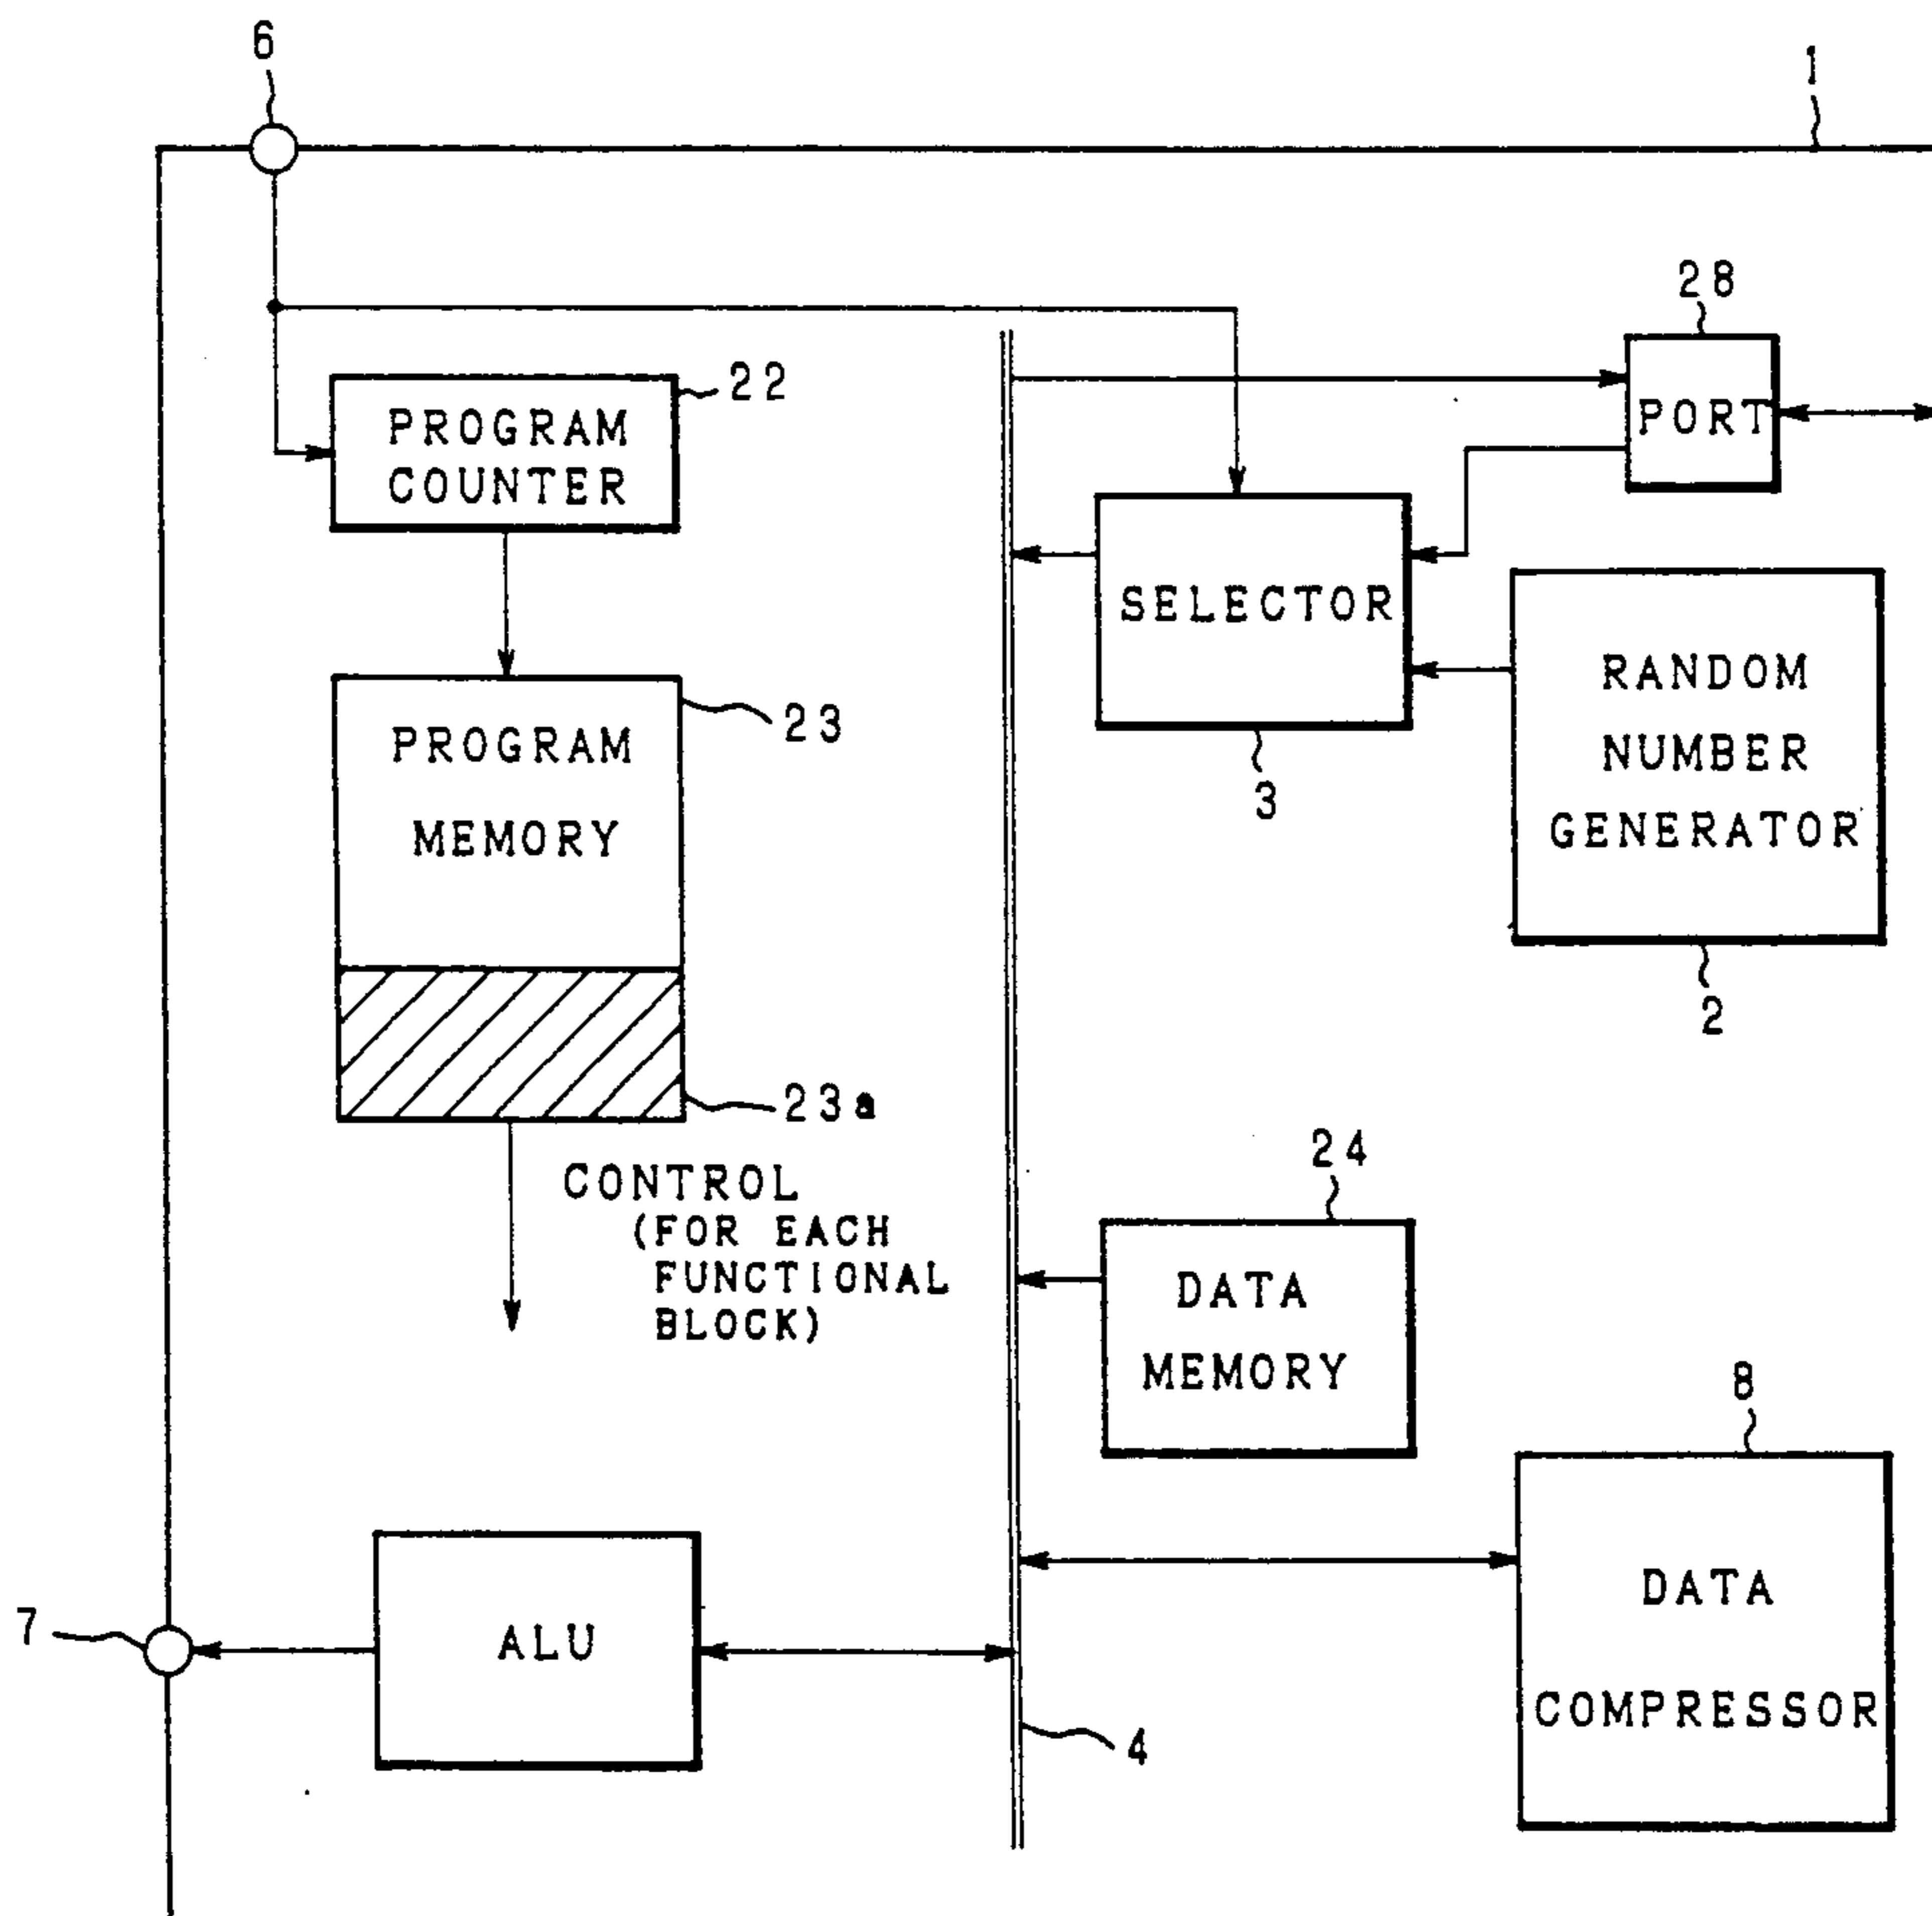 6
1
28
22
PROGRAM
COUNTER
PORT
SELECTOR
3
RANDOM
NUMBER
GENERATOR
2
23
PROGRAM
MEMORY
23a
CONTROL
(FOR EACH
FUNCTIONAL
BLOCK)
24
DATA
MEMORY
8
DATA
COMPRESSOR
7
ALU
4